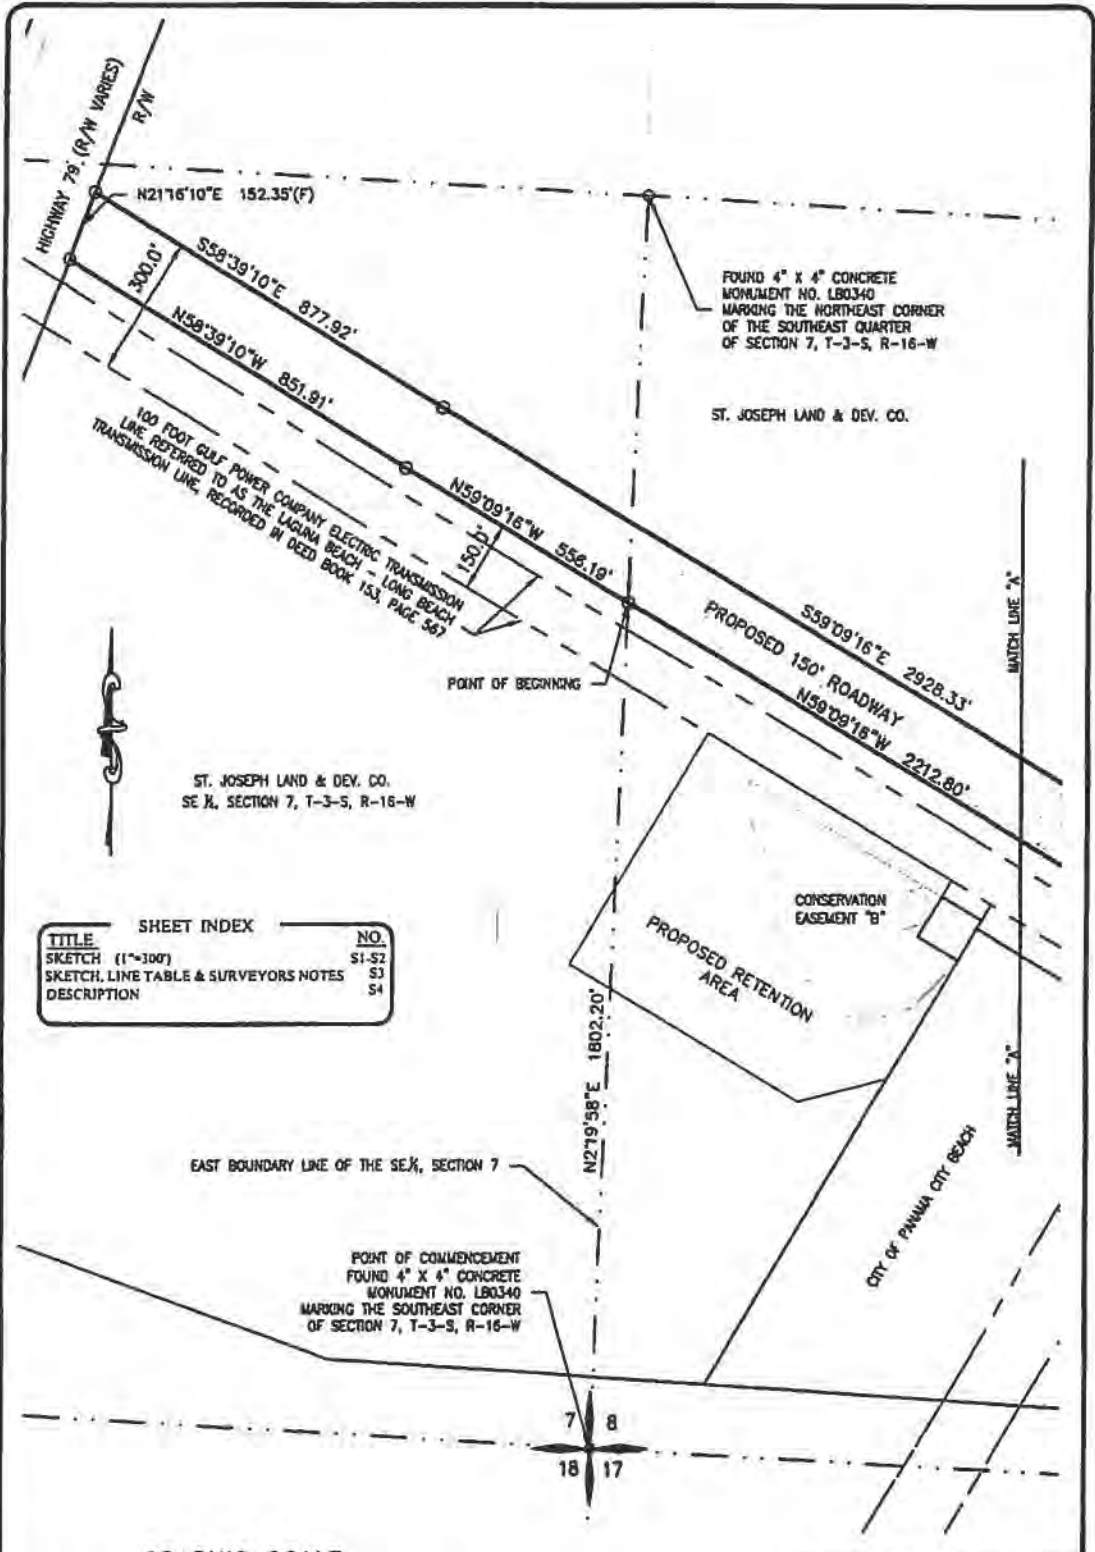 HIGHWAY 79 (R/W VARIES)
R/W
N21°16'10"E 152.35'(F)
S58°39'10"E 877.92'
300.0'
N58°39'10"W 851.91'
FOUND 4" X 4" CONCRETE
MONUMENT NO. LB0340
MARKING THE NORTHEAST CORNER
OF THE SOUTHEAST QUARTER
OF SECTION 7, T-3-S, R-16-W
ST. JOSEPH LAND & DEV. CO.
100 FOOT GULF POWER COMPANY ELECTRIC TRANSMISSION
LINE REFERRED TO AS THE LAGUNA BEACH - LONG BEACH
TRANSMISSION LINE, RECORDED IN DEED BOOK 153, PAGE 567
N59°09'16"W 556.19'
150.0'
S59°09'16"E 2928.33'
PROPOSED 150' ROADWAY
N59°09'16"W 2212.80'
MATCH LINE "A"
POINT OF BEGINNING
ST. JOSEPH LAND & DEV. CO.
SE ¼, SECTION 7, T-3-S, R-16-W
CONSERVATION
EASEMENT "B"
PROPOSED RETENTION
AREA
SHEET INDEX
TITLE NO.
SKETCH (1"=300') S1-S2
SKETCH, LINE TABLE & SURVEYORS NOTES S3
DESCRIPTION S4
N2°19'58"E 1802.20'
MATCH LINE "A"
CITY OF PANAMA CITY BEACH
EAST BOUNDARY LINE OF THE SE¼, SECTION 7
POINT OF COMMENCEMENT
FOUND 4" X 4" CONCRETE
MONUMENT NO. LB0340
MARKING THE SOUTHEAST CORNER
OF SECTION 7, T-3-S, R-16-W
7 8
18 17